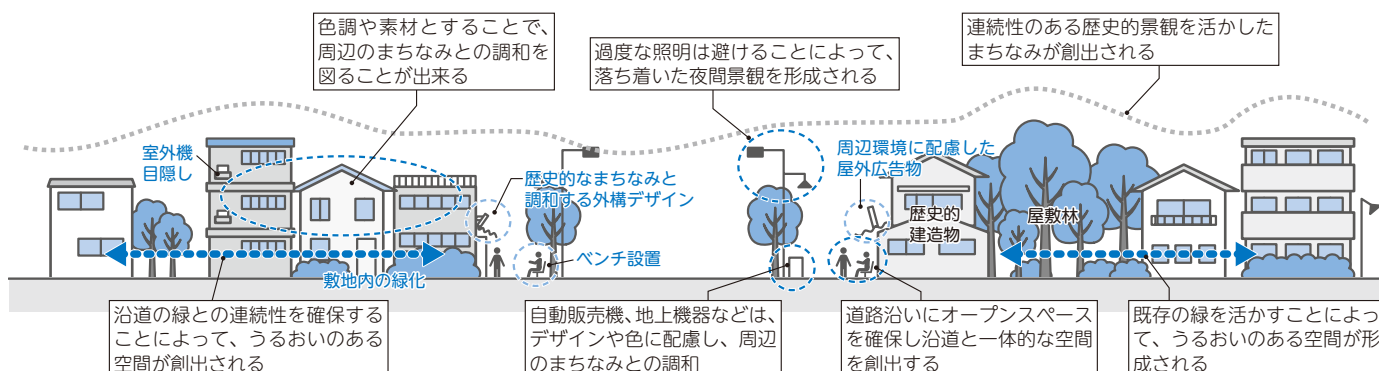 色調や素材とすることで、
周辺のまちなみとの調和を
図ることが出来る
過度な照明は避けることによって、
落ち着いた夜間景観を形成される
連続性のある歴史的景観を活かした
まちなみが創出される
室外機
目隠し
歴史的なまちなみと
調和する外構デザイン
周辺環境に配慮した
屋外広告物
歴史的
建造物
屋敷林
ベンチ設置
敷地内の緑化
沿道の緑との連続性を確保する
ことによって、うるおいのある
空間が創出される
自動販売機、地上機器などは、
デザインや色に配慮し、周辺
のまちなみとの調和
道路沿いにオープンスペース
を確保し沿道と一体的な空間
を創出する
既存の緑を活かすことによっ
て、うるおいのある空間が形
成される